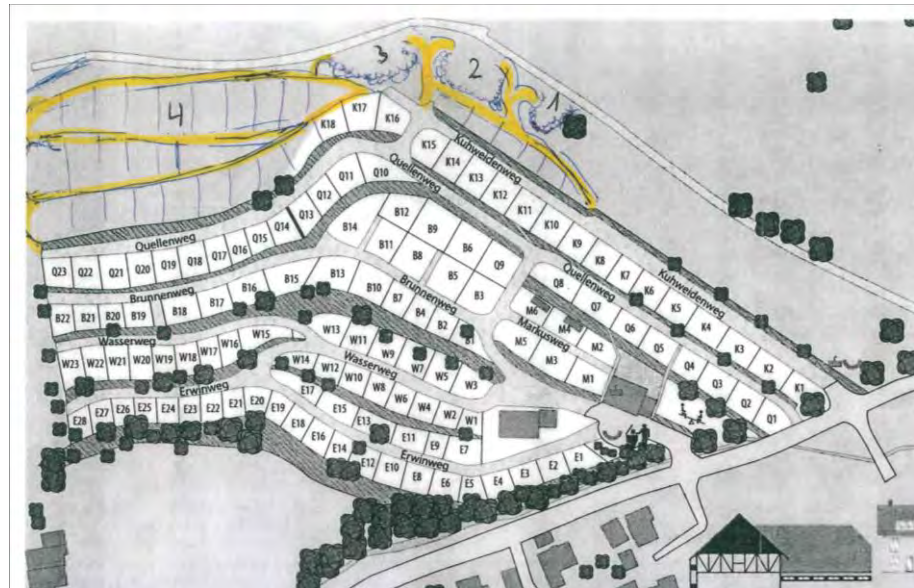 3
2
1
4
K18 K17 K16
K15 K14 K13 K12 K11 K10 K9 K8 K7 K6 K5 K4 K3 K2 K1
Kuhweidenweg
Kuhweidenweg
Quellenweg
Q23 Q22 Q21 Q20 Q19 Q18 Q17 Q16 Q15 Q14 Q13 Q12 Q11 Q10
Quellenweg
B14 B12 B9 B6 Q9
B11 B8 B5 B3
Quellenweg
Q8 Q7 Q6 Q5 Q4 Q3 Q2 Q1
Brunnenweg
B22 B21 B20 B19 B18 B17 B16 B15 B13 B10 B7 B4 B2 B1
Brunnenweg
M6 M4 M2
Markusweg
M5 M3 M1
Wasserweg
W23 W22 W21 W20 W19 W18 W17 W16 W15
W13 W11 W9 W7 W5 W3
Wasserweg
W14 W12 W10 W8 W6 W4 W2 W1
Erwinweg
E17 E15 E13 E11 E9 E7
E28 E27 E26 E25 E24 E23 E22 E21 E20 E19 E18 E16 E14 E12 E10 E8 E6 E5 E4 E3 E2 E1
Erwinweg